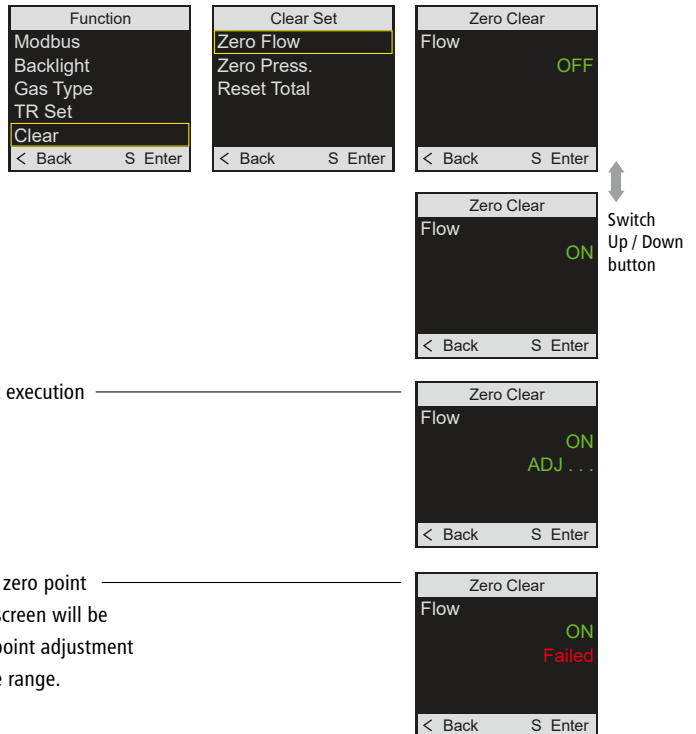 Function
Modbus
Backlight
Gas Type
TR Set
Clear
< Back S Enter
Clear Set
Zero Flow
Zero Press.
Reset Total
< Back S Enter
Zero Clear
Flow
OFF
< Back S Enter
Switch
Up / Down
button
Zero Clear
Flow
ON
< Back S Enter
execution
Zero Clear
Flow
ON
ADJ . . .
< Back S Enter
zero point
screen will be
point adjustment
range.
Zero Clear
Flow
ON
Failed
< Back S Enter